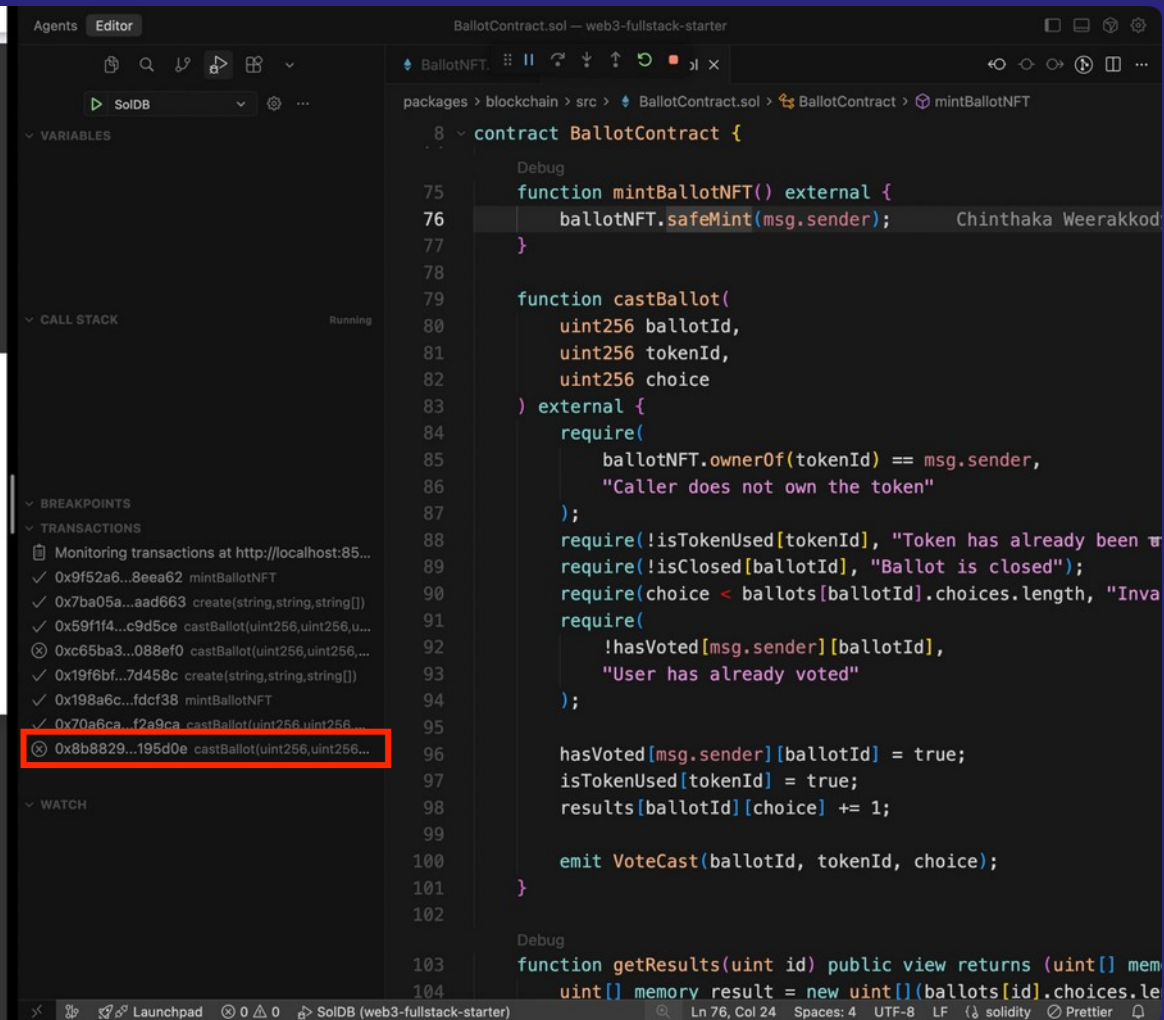 Agents Editor BallotContract.sol — web3-fullstack-starter
BallotNFT.
SolDB
packages > blockchain > src > BallotContract.sol > BallotContract > mintBallotNFT
VARIABLES
CALL STACK Running
BREAKPOINTS
TRANSACTIONS
Monitoring transactions at http://localhost:85...
0x9f52a6...8eea62 mintBallotNFT
0x7ba05a...aad663 create(string,string,string[])
0x59f1f4...c9d5ce castBallot(uint256,uint256,u...
0xc65ba3...088ef0 castBallot(uint256,uint256,...
0x19f6bf...7d458c create(string,string,string[])
0x198a6c...fdcf38 mintBallotNFT
0x70a6ca...f2a9ca castBallot(uint256,uint256,...
0x8b8829...195d0e castBallot(uint256,uint256...
WATCH
8 contract BallotContract {
Debug
75 function mintBallotNFT() external {
76 ballotNFT.safeMint(msg.sender); Chinthaka Weerakkod
77 }
78
79 function castBallot(
80 uint256 ballotId,
81 uint256 tokenId,
82 uint256 choice
83 ) external {
84 require(
85 ballotNFT.ownerOf(tokenId) == msg.sender,
86 "Caller does not own the token"
87 );
88 require(!isTokenUsed[tokenId], "Token has already been
89 require(!isClosed[ballotId], "Ballot is closed");
90 require(choice < ballots[ballotId].choices.length, "Inva
91 require(
92 !hasVoted[msg.sender][ballotId],
93 "User has already voted"
94 );
95
96 hasVoted[msg.sender][ballotId] = true;
97 isTokenUsed[tokenId] = true;
98 results[ballotId][choice] += 1;
99
100 emit VoteCast(ballotId, tokenId, choice);
101 }
102
Debug
103 function getResults(uint id) public view returns (uint[] mem
104 uint[] memory result = new uint[](ballots[id].choices.le
Launchpad 0 0 0 SolDB (web3-fullstack-starter) Ln 76, Col 24 Spaces: 4 UTF-8 LF solidity Prettier